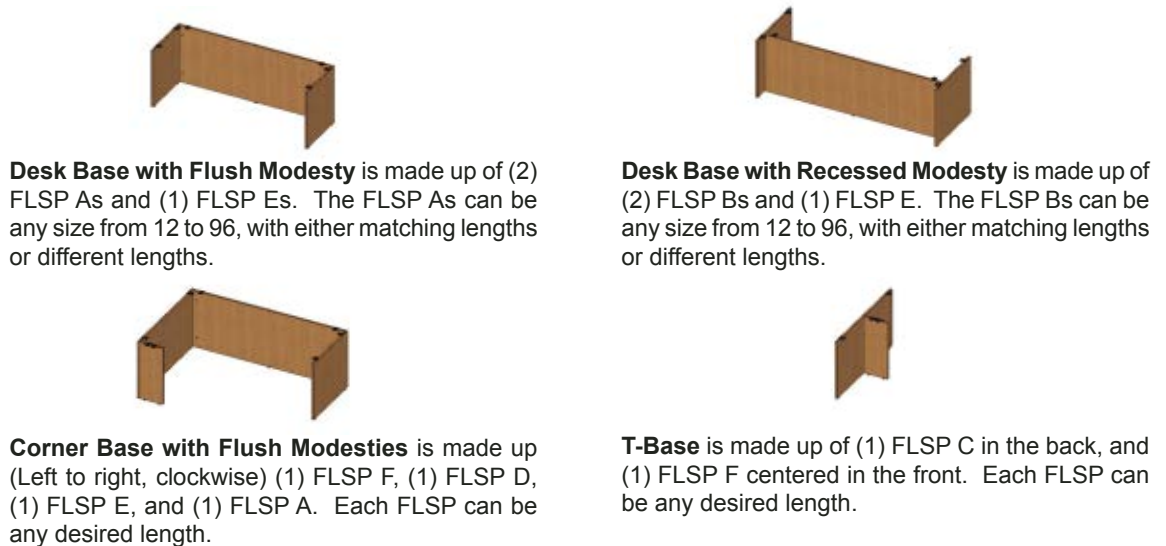 Desk Base with Flush Modesty is made up of (2)
FLSP As and (1) FLSP Es. The FLSP As can be
any size from 12 to 96, with either matching lengths
or different lengths.
Desk Base with Recessed Modesty is made up of
(2) FLSP Bs and (1) FLSP E. The FLSP Bs can be
any size from 12 to 96, with either matching lengths
or different lengths.
Corner Base with Flush Modesties is made up
(Left to right, clockwise) (1) FLSP F, (1) FLSP D,
(1) FLSP E, and (1) FLSP A. Each FLSP can be
any desired length.
T-Base is made up of (1) FLSP C in the back, and
(1) FLSP F centered in the front. Each FLSP can
be any desired length.